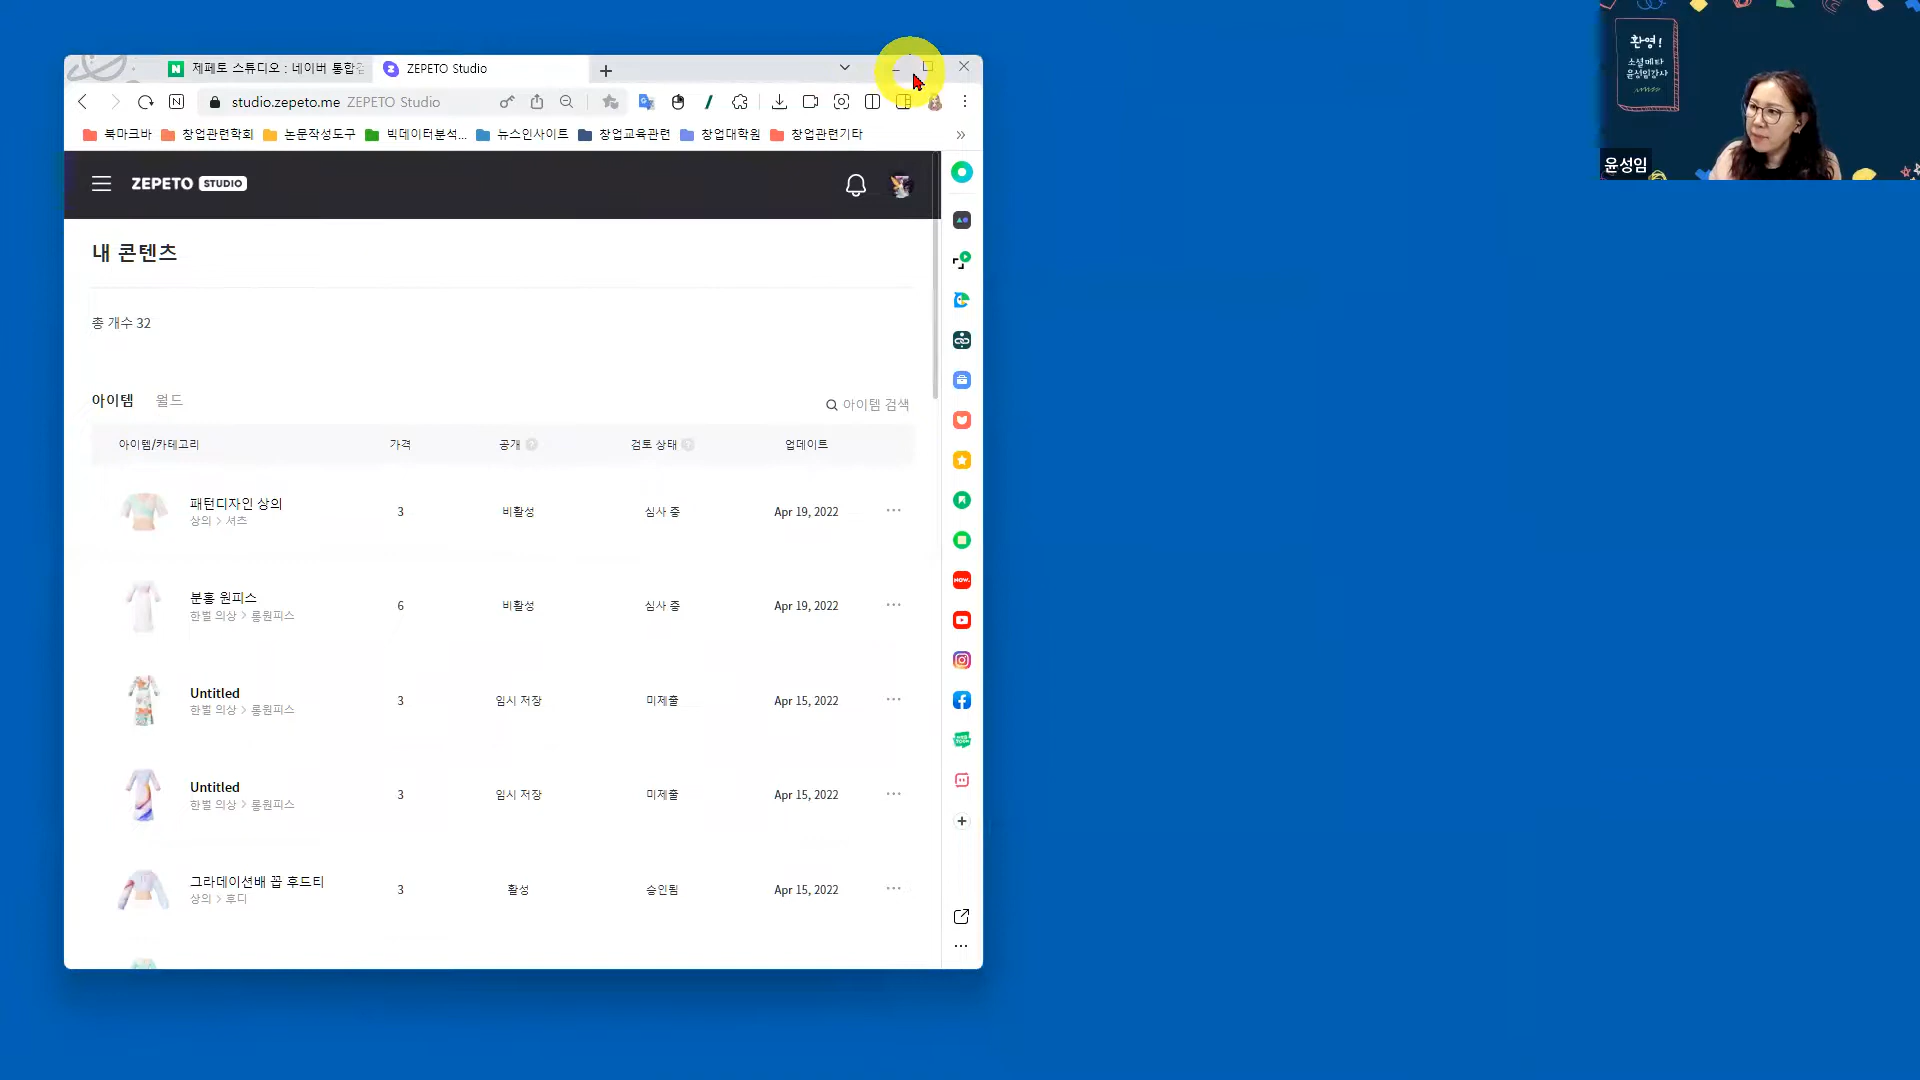 제페토 스튜디오 : 네이버 통합검
ZEPETO Studio
studio.zepeto.me ZEPETO Studio
북마크바
창업관련학회
논문작성도구
빅데이터분석...
뉴스인사이트
창업교육관련
창업대학원
창업관련기타
ZEPETO STUDIO
내 콘텐츠
총 개수 32
아이템 월드
아이템 검색
아이템/카테고리 가격 공개 검토 상태 업데이트
패턴디자인 상의
상의 > 셔츠
3 비활성 심사 중 Apr 19, 2022
분홍 원피스
한벌 의상 > 롱원피스
6 비활성 심사 중 Apr 19, 2022
Untitled
한벌 의상 > 롱원피스
3 임시 저장 미제출 Apr 15, 2022
Untitled
한벌 의상 > 롱원피스
3 임시 저장 미제출 Apr 15, 2022
그라데이션배 꼽 후드티
상의 > 후디
3 활성 승인됨 Apr 15, 2022
NOW.
환영!
소셜메타
윤성임강사
윤성임